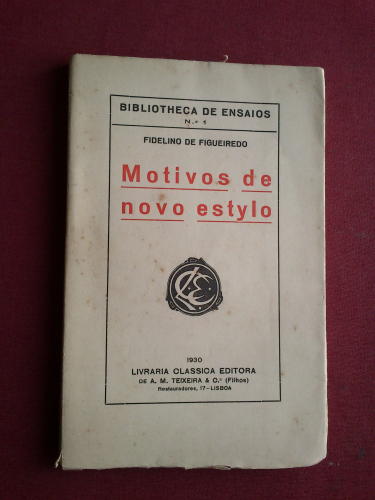 BIBLIOTHECA DE ENSAIOS
N.º 1
FIDELINO DE FIGUEIREDO
Motivos de
novo estylo
LCE
1930
LIVRARIA CLASSICA EDITORA
DE A. M. TEIXEIRA & C.ª (Filhos)
Restauradores, 17—LISBOA